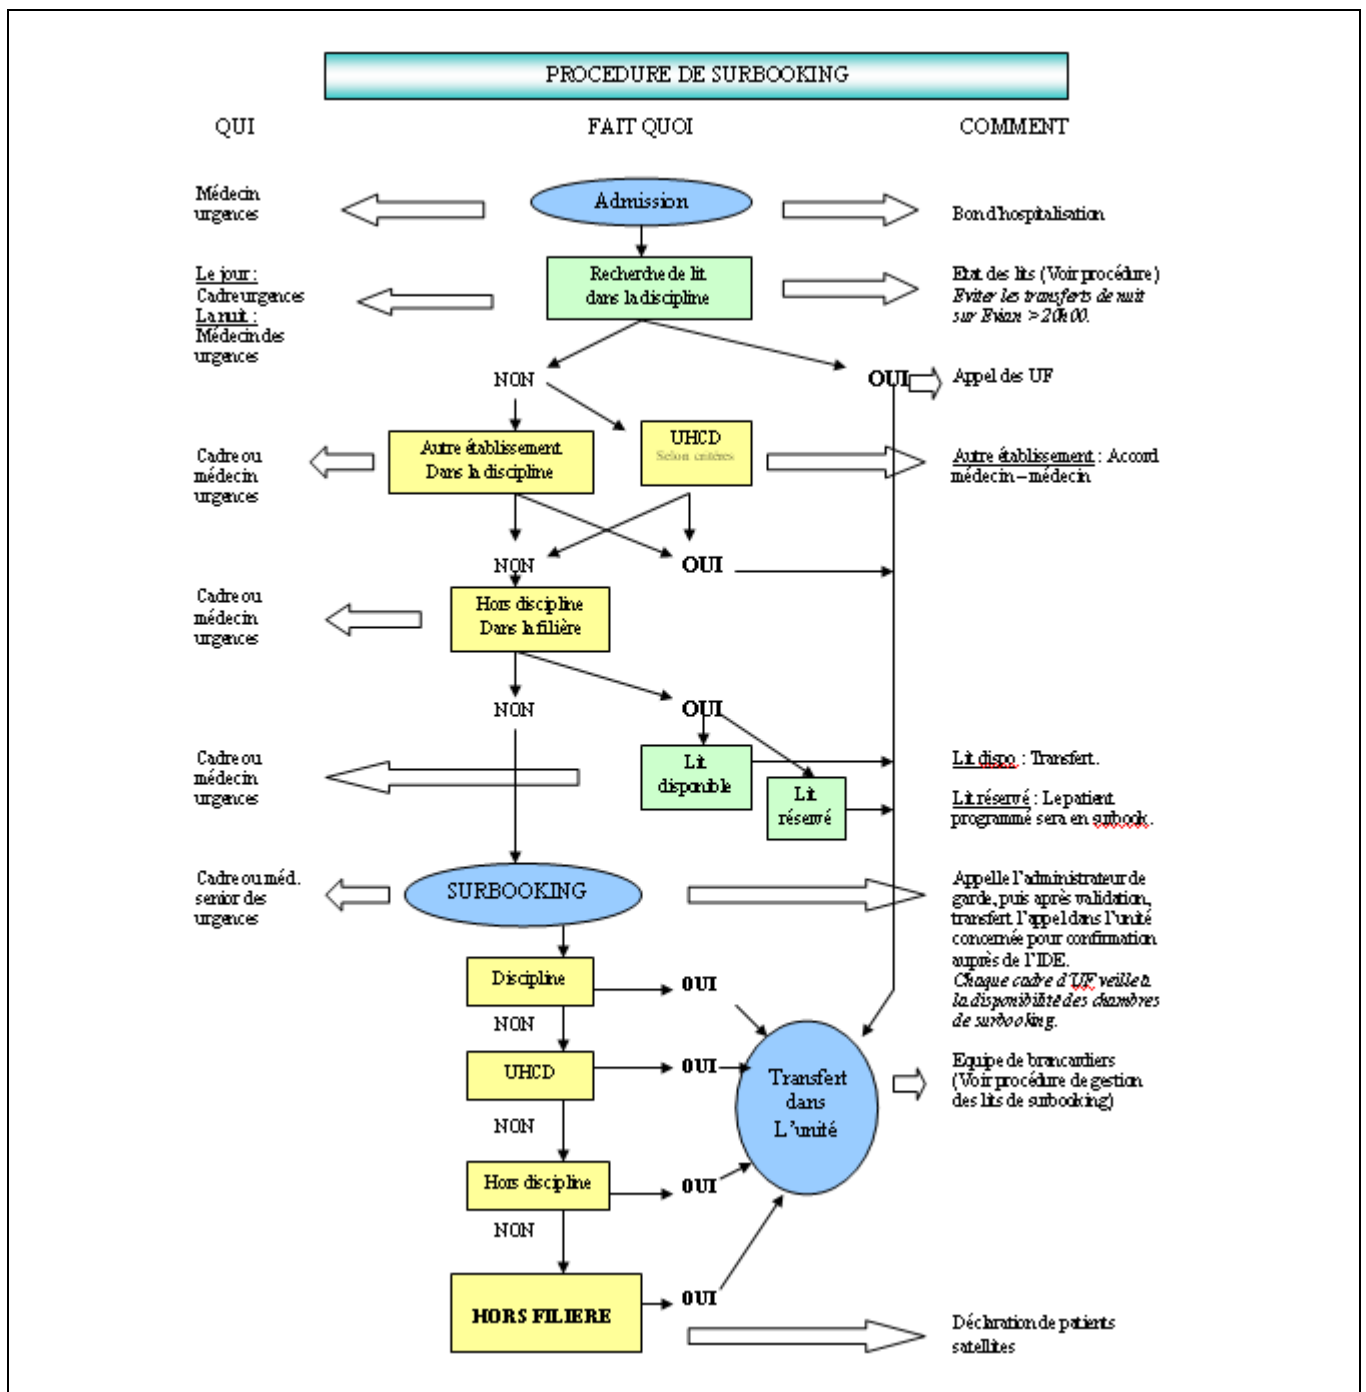 PROCEDURE DE SURBOOKING
QUI
FAIT QUOI
COMMENT
Médecin
urgences
Admission
Bon d'hospitalisation
Le jour :
Cadre urgences
La nuit :
Médecin des
urgences
Recherche de lit
dans la discipline
Etat des lits (Voir procédure)
Eviter les transferts de nuit
sur Evian > 20h00.
NON
OUI
Appel des UF
Cadre ou
médecin
urgences
Autre établissement
Dans la discipline
UHCD
Selon critères
Autre établissement : Accord
médecin – médecin
NON
OUI
Cadre ou
médecin
urgences
Hors discipline
Dans la filière
NON
OUI
Cadre ou
médecin
urgences
Lit
disponible
Lit
réservé
Lit dispo : Transfert.
Lit réservé : Le patient
programmé sera en surbook.
Cadre ou méd.
senior des
urgences
SURBOOKING
Appelle l'administrateur de
garde, puis après validation,
transfert l'appel dans l'unité
concernée pour confirmation
auprès de l'IDE.
Chaque cadre d'UF veille à
la disponibilité des chambres
de surbooking.
Discipline
OUI
NON
UHCD
OUI
Transfert
dans
L'unité
Equipe de brancardiers
(Voir procédure de gestion
des lits de surbooking)
NON
Hors discipline
OUI
NON
HORS FILIERE
OUI
Déclaration de patients
satellites